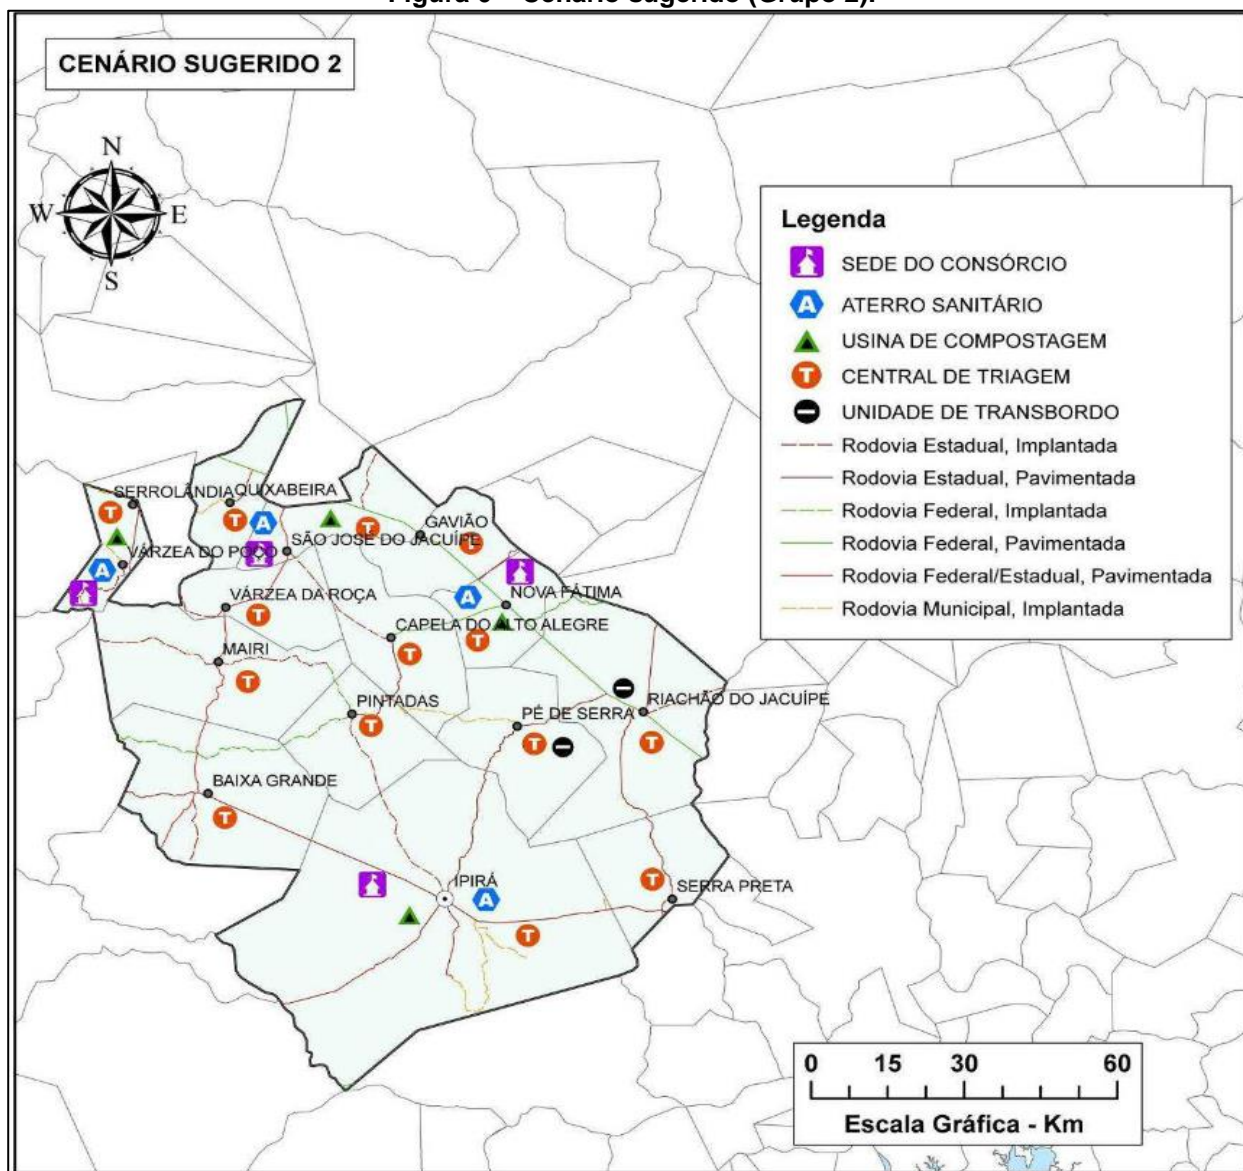 Figura 6 – Cenário sugerido (Grupo 2).
CENÁRIO SUGERIDO 2
N
W
E
S
Legenda
SEDE DO CONSÓRCIO
A
ATERRO SANITÁRIO
USINA DE COMPOSTAGEM
T
CENTRAL DE TRIAGEM
UNIDADE DE TRANSBORDO
Rodovia Estadual, Implantada
Rodovia Estadual, Pavimentada
Rodovia Federal, Implantada
Rodovia Federal, Pavimentada
Rodovia Federal/Estadual, Pavimentada
Rodovia Municipal, Implantada
SERROLÂNDIA
QUIXABEIRA
T
T
A
T
GAVIÃO
T
SÃO JOSÉ DO JACUÍPE
VÁRZEA DO POÇO
A
VÁRZEA DA ROÇA
T
A
NOVA FÁTIMA
CAPELA DO ALTO ALEGRE
T
T
MAIRI
T
PINTADAS
T
PÉ DE SERRA
T
RIACHÃO DO JACUÍPE
T
BAIXA GRANDE
T
IPIRÁ
A
T
T
SERRA PRETA
0 15 30 60
Escala Gráfica - Km